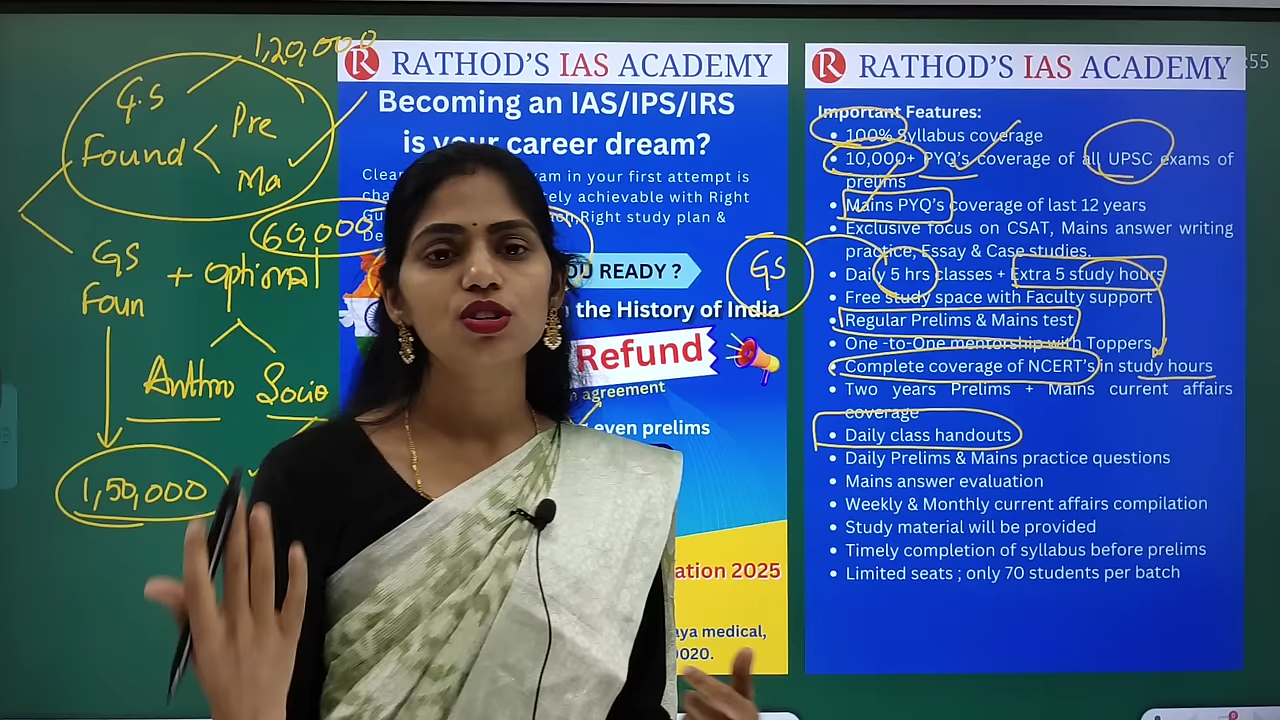 1,20,000
G.S
Found
Pre
Ma
60,000
GS
Foun
+ optional
Anthro
Socio
1,50,000
R RATHOD'S IAS ACADEMY
Becoming an IAS/IPS/IRS
is your career dream?
exam in your first attempt is
achievable with Right
Right study plan &
YOU READY ?
the History of India
Refund
agreement
even prelims
2025
medical,
GS
R RATHOD'S IAS ACADEMY
:55
Important Features:
• 100% Syllabus coverage
• 10,000+ PYQ's coverage of all UPSC exams of
prelims
• Mains PYQ's coverage of last 12 years
• Exclusive focus on CSAT, Mains answer writing
practice, Essay & Case studies.
• Daily 5 hrs classes + Extra 5 study hours
• Free study space with Faculty support
• Regular Prelims & Mains test
• One -to-One mentorship with Toppers
• Complete coverage of NCERT's in study hours
• Two years Prelims + Mains current affairs
coverage
• Daily class handouts
• Daily Prelims & Mains practice questions
• Mains answer evaluation
• Weekly & Monthly current affairs compilation
• Study material will be provided
• Timely completion of syllabus before prelims
• Limited seats ; only 70 students per batch